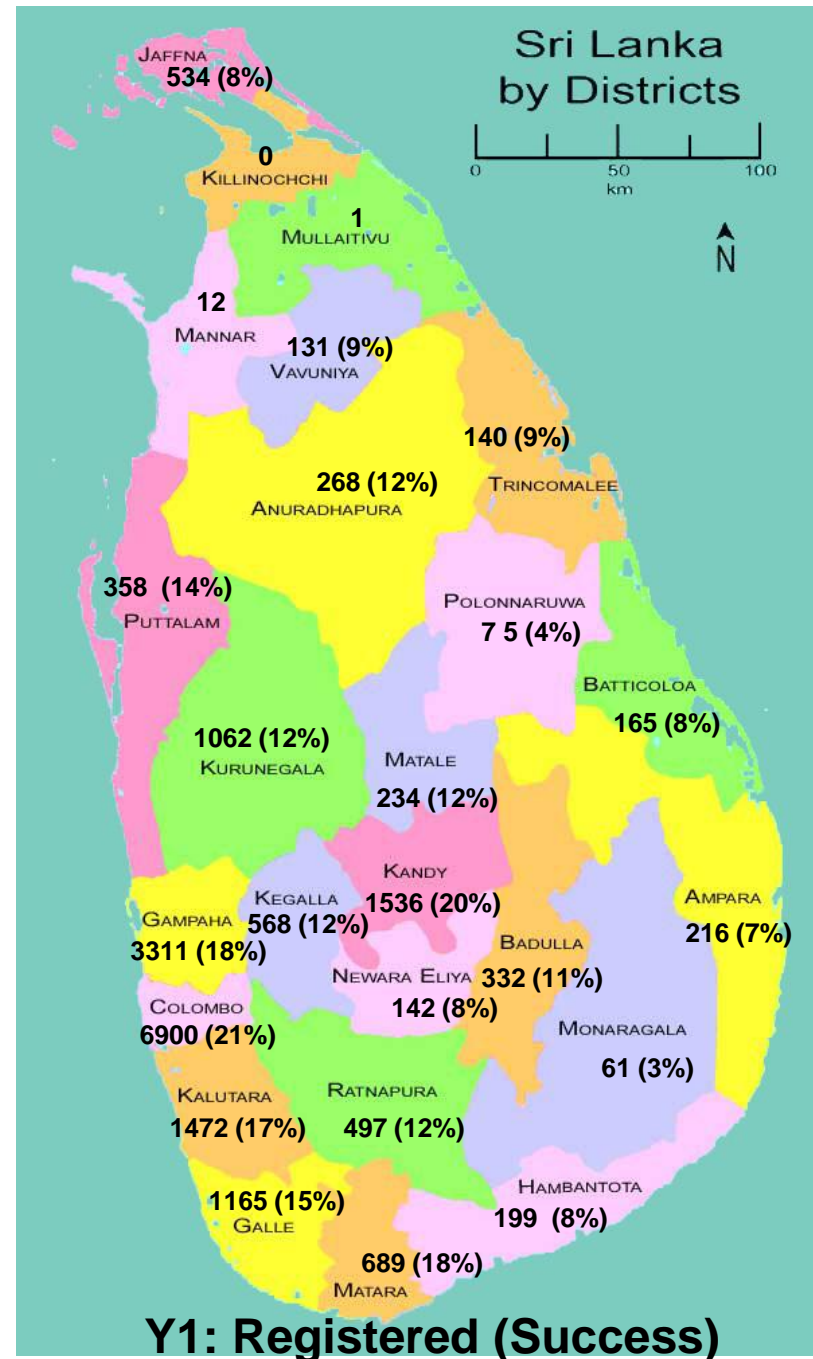 Sri Lanka
by Districts
0 50 100
km
N
JAFFNA
534 (8%)
0
KILLINOCHCHI
1
MULLAITIVU
12
MANNAR
131 (9%)
VAVUNIYA
140 (9%)
TRINCOMALEE
268 (12%)
ANURADHAPURA
358 (14%)
PUTTALAM
POLONNARUWA
7 5 (4%)
BATTICOLOA
165 (8%)
1062 (12%)
KURUNEGALA
MATALE
234 (12%)
KANDY
1536 (20%)
KEGALLA
568 (12%)
AMPARA
216 (7%)
GAMPAHA
3311 (18%)
BADULLA
332 (11%)
NEWARA ELIYA
142 (8%)
COLOMBO
6900 (21%)
MONARAGALA
61 (3%)
KALUTARA
1472 (17%)
RATNAPURA
497 (12%)
HAMBANTOTA
199 (8%)
1165 (15%)
GALLE
689 (18%)
MATARA
Y1: Registered (Success)